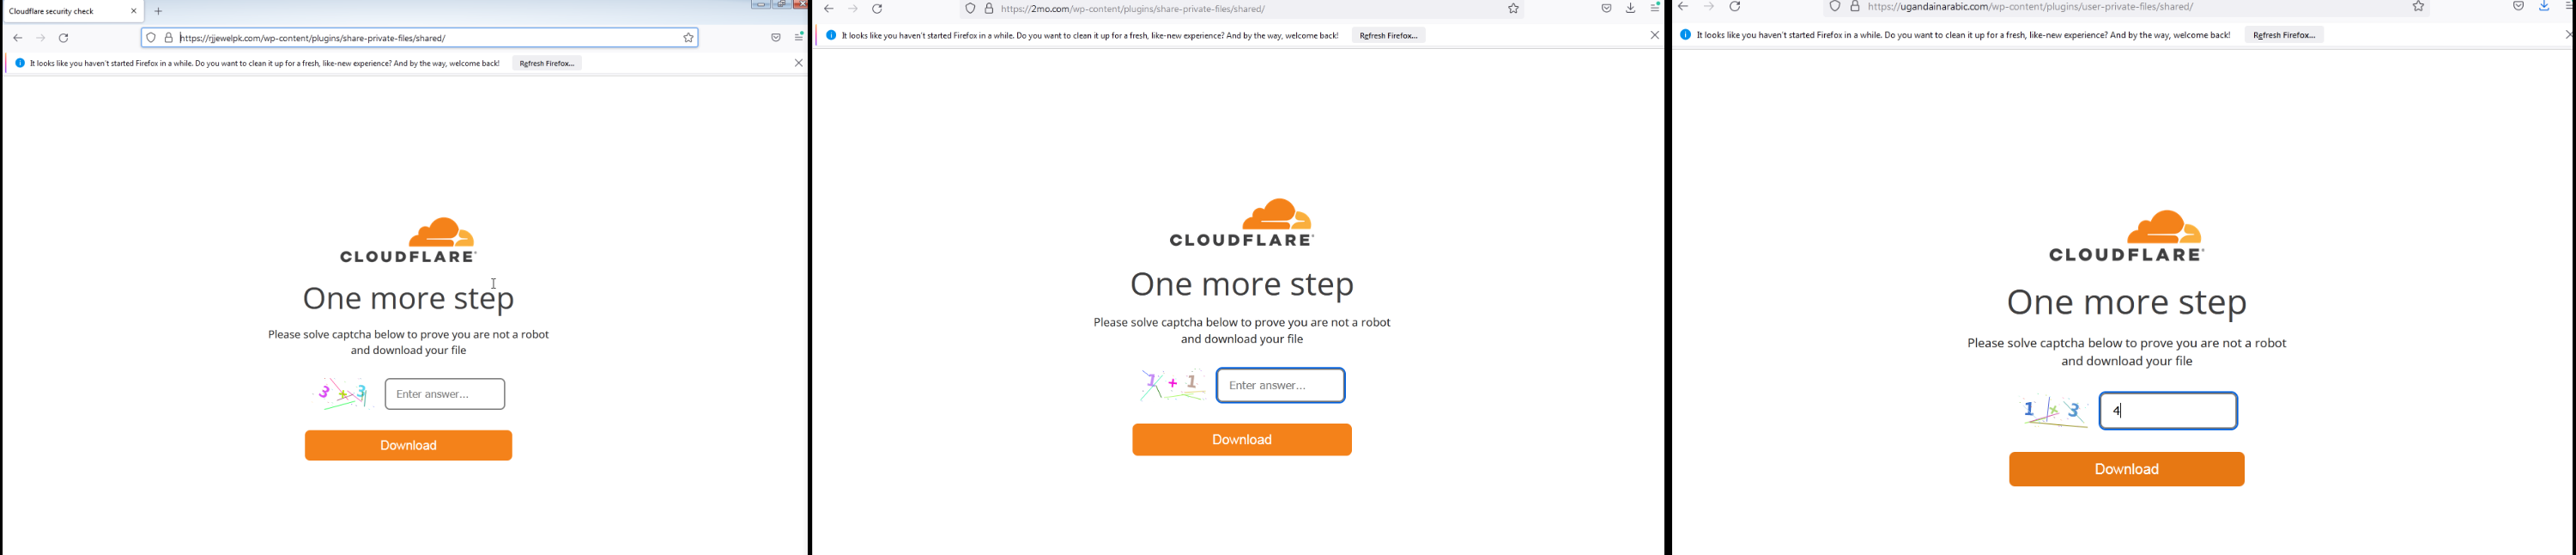 Cloudflare security check
https://rjjewelpk.com/wp-content/plugins/share-private-files/shared/
It looks like you haven't started Firefox in a while. Do you want to clean it up for a fresh, like-new experience? And by the way, welcome back!
Refresh Firefox...
CLOUDFLARE
One more step
Please solve captcha below to prove you are not a robot
and download your file
3 + 3
Enter answer...
Download
https://2mo.com/wp-content/plugins/share-private-files/shared/
It looks like you haven't started Firefox in a while. Do you want to clean it up for a fresh, like-new experience? And by the way, welcome back!
Refresh Firefox...
CLOUDFLARE
One more step
Please solve captcha below to prove you are not a robot
and download your file
1 + 1
Enter answer...
Download
https://ugandainarabic.com/wp-content/plugins/user-private-files/shared/
It looks like you haven't started Firefox in a while. Do you want to clean it up for a fresh, like-new experience? And by the way, welcome back!
Refresh Firefox...
CLOUDFLARE
One more step
Please solve captcha below to prove you are not a robot
and download your file
1 + 3
4
Download